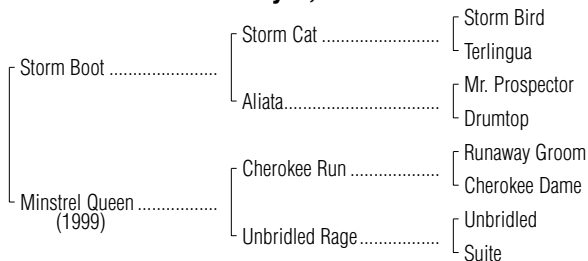 Storm Bird
Storm Cat ..............................
Terlingua
Storm Boot ......................
Mr. Prospector
Aliata.......................................
Drumtop
Runaway Groom
Cherokee Run ......................
Cherokee Dame
Minstrel Queen ................
(1999)
Unbridled
Unbridled Rage....................
Suite